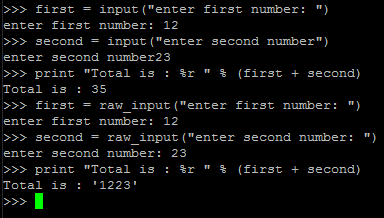 >>> first = input("enter first number: ")
enter first number: 12
>>> second = input("enter second number")
enter second number23
>>> print "Total is : %r " % (first + second)
Total is : 35
>>> first = raw_input("enter first number: ")
enter first number: 12
>>> second = raw_input("enter second number: ")
enter second number: 23
>>> print "Total is : %r " % (first + second)
Total is : '1223'
>>>